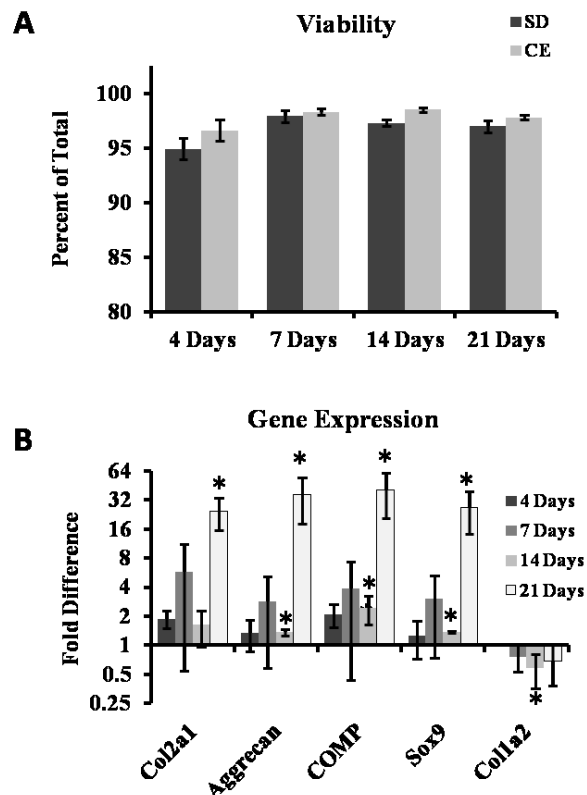 A
Viability
SD
CE
Percent of Total
100
95
90
85
80
4 Days
7 Days
14 Days
21 Days
B
Gene Expression
Fold Difference
64
32
16
8
4
2
1
0.5
0.25
* * * *
* * *
*
4 Days
7 Days
14 Days
21 Days
Col2a1
Aggrecan
COMP
Sox9
Col1a2